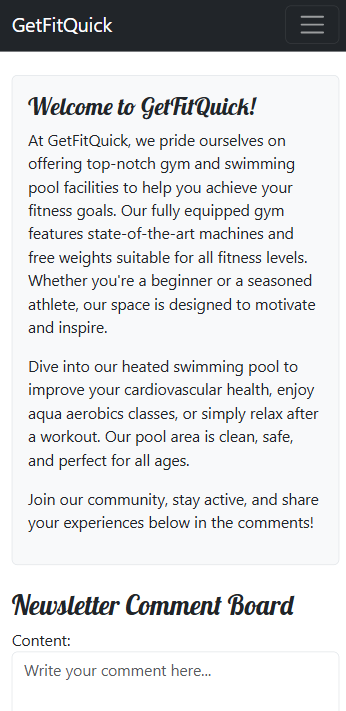 GetFitQuick
Welcome to GetFitQuick!
At GetFitQuick, we pride ourselves on
offering top-notch gym and swimming
pool facilities to help you achieve your
fitness goals. Our fully equipped gym
features state-of-the-art machines and
free weights suitable for all fitness levels.
Whether you're a beginner or a seasoned
athlete, our space is designed to motivate
and inspire.
Dive into our heated swimming pool to
improve your cardiovascular health, enjoy
aqua aerobics classes, or simply relax after
a workout. Our pool area is clean, safe,
and perfect for all ages.
Join our community, stay active, and share
your experiences below in the comments!
Newsletter Comment Board
Content:
Write your comment here...